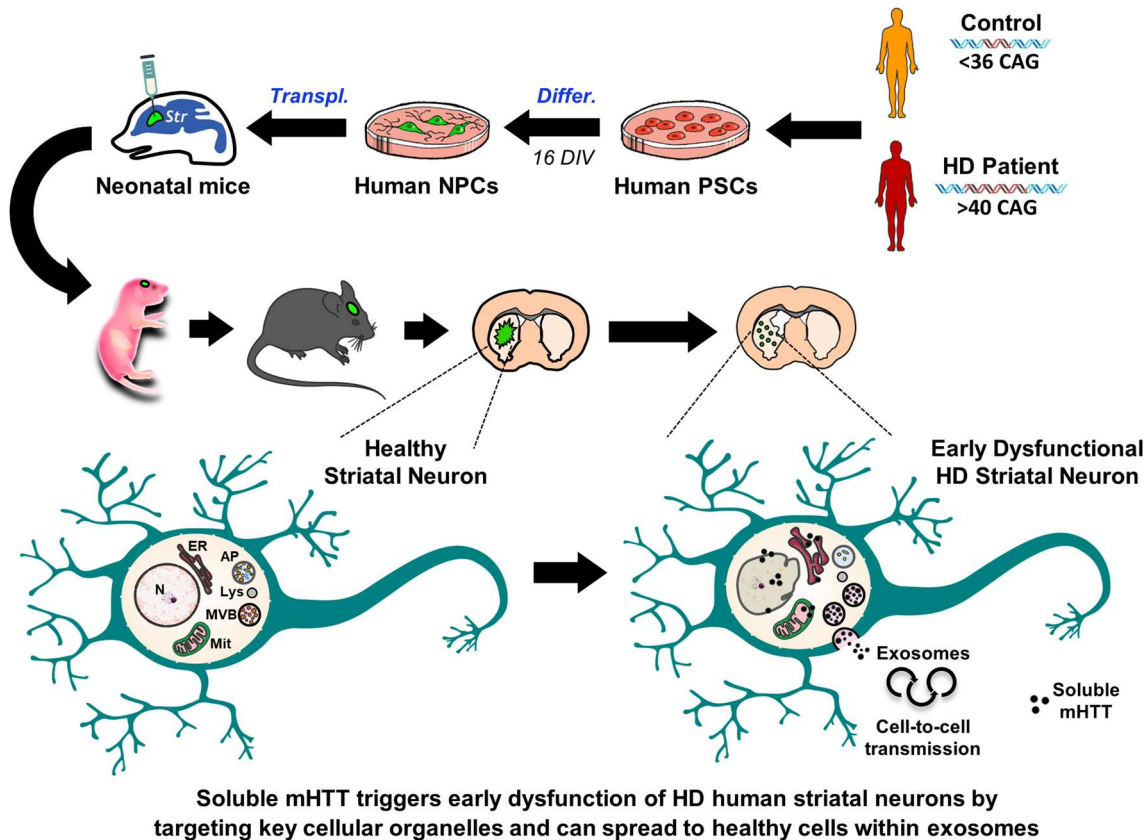 Control
<36 CAG
HD Patient
>40 CAG
Transpl.
Differ.
16 DIV
Str
Neonatal mice
Human NPCs
Human PSCs
Healthy
Striatal Neuron
Early Dysfunctional
HD Striatal Neuron
ER
AP
N
Lys
MVB
Mit
Exosomes
Cell-to-cell
transmission
Soluble
mHTT
Soluble mHTT triggers early dysfunction of HD human striatal neurons by
targeting key cellular organelles and can spread to healthy cells within exosomes